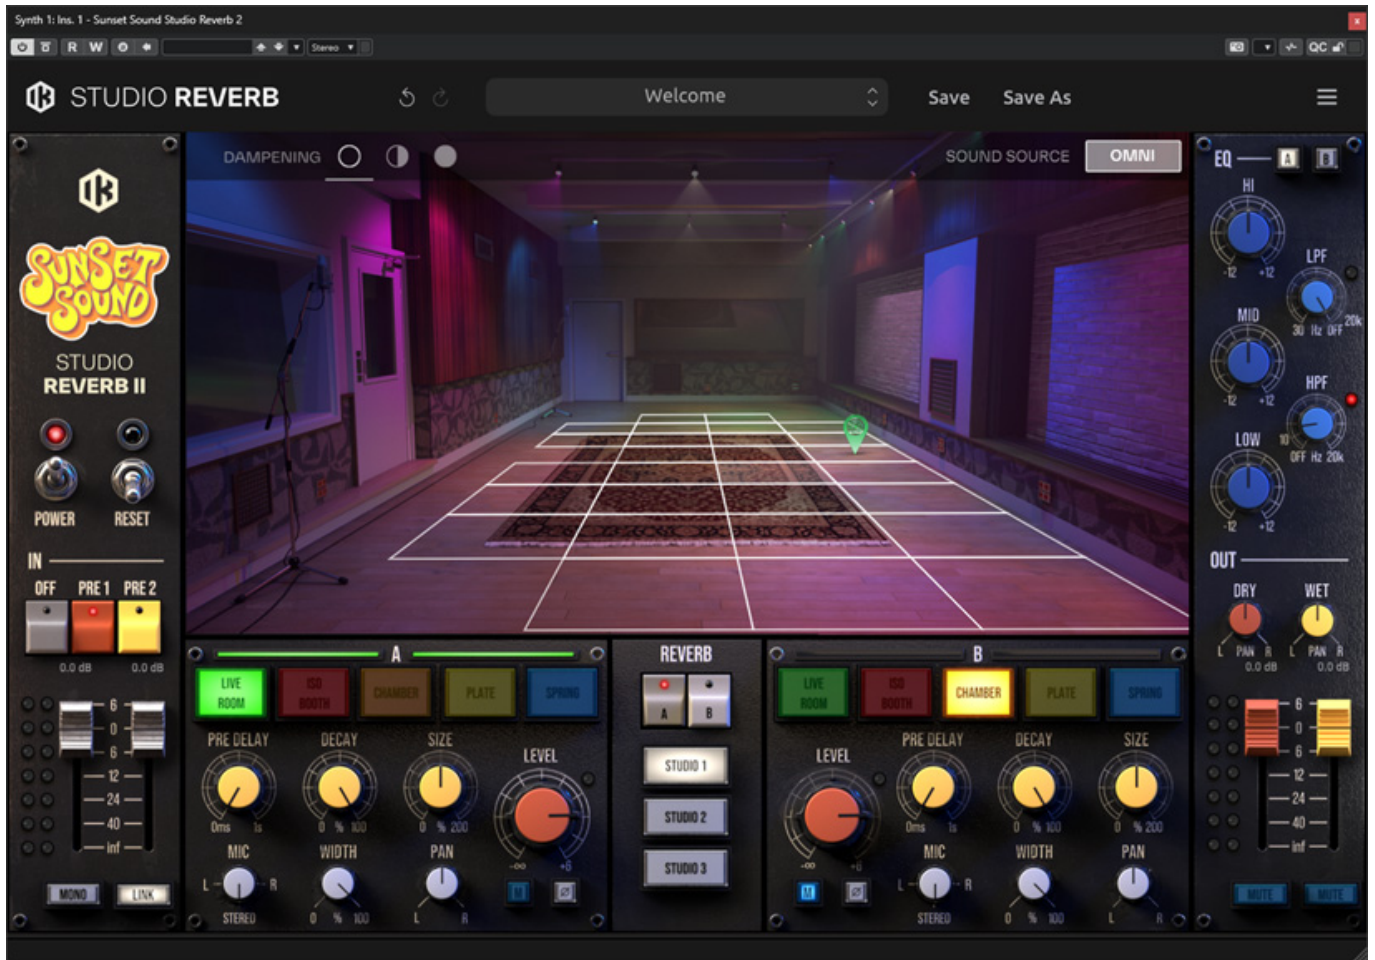 Synth 1: Ins. 1 - Sunset Sound Studio Reverb 2
x
R W Stereo QC
STUDIO REVERB Welcome Save Save As
DAMPENING SOUND SOURCE OMNI
SUNSET
SOUND
STUDIO
REVERB II
POWER RESET
IN
OFF PRE 1 PRE 2
0.0 dB 0.0 dB
6
0
6
12
24
40
inf
MONO LINK
A
LIVE ROOM ISO BOOTH CHAMBER PLATE SPRING
PRE DELAY DECAY SIZE LEVEL
0ms 1s 0 % 100 0 % 200
-∞ +6
MIC WIDTH PAN
L R
STEREO 0 % 100 L R
M Ø
REVERB
A B
STUDIO 1
STUDIO 2
STUDIO 3
B
LIVE ROOM ISO BOOTH CHAMBER PLATE SPRING
LEVEL PRE DELAY DECAY SIZE
0ms 1s 0 % 100 0 % 200
-∞ +6
MIC WIDTH PAN
L R
STEREO 0 % 100 L R
M Ø
EQ A B
HI
-12 +12
LPF
30 Hz OFF 20k
MID
-12 +12
HPF
10
OFF Hz 20k
LOW
-12 +12
OUT
DRY WET
L PAN R L PAN R
0.0 dB 0.0 dB
6
0
6
12
24
40
inf
MUTE MUTE